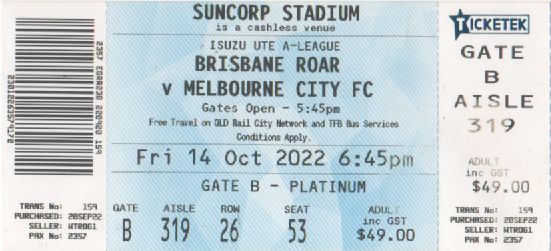 SUNCORP STADIUM
is a cashless venue
ISUZU UTE A-LEAGUE
BRISBANE ROAR
v MELBOURNE CITY FC
Gates Open - 5:45pm
Free Travel on QLD Rail City Network and TFB Bus Services
Conditions Apply.
Fri 14 Oct 2022 6:45pm
GATE B - PLATINUM
TRANS No: 159
PURCHASED: 20SEP22
SELLER: WTROG1
PAX No: 2357
GATE AISLE ROW SEAT ADULT
inc GST
B 319 26 53 $49.00
TICKETEK
GATE
B
AISLE
319
ADULT
inc GST
$49.00
TRANS No: 159
PURCHASED: 20SEP22
SELLER: WTROG1
PAX No: 2357